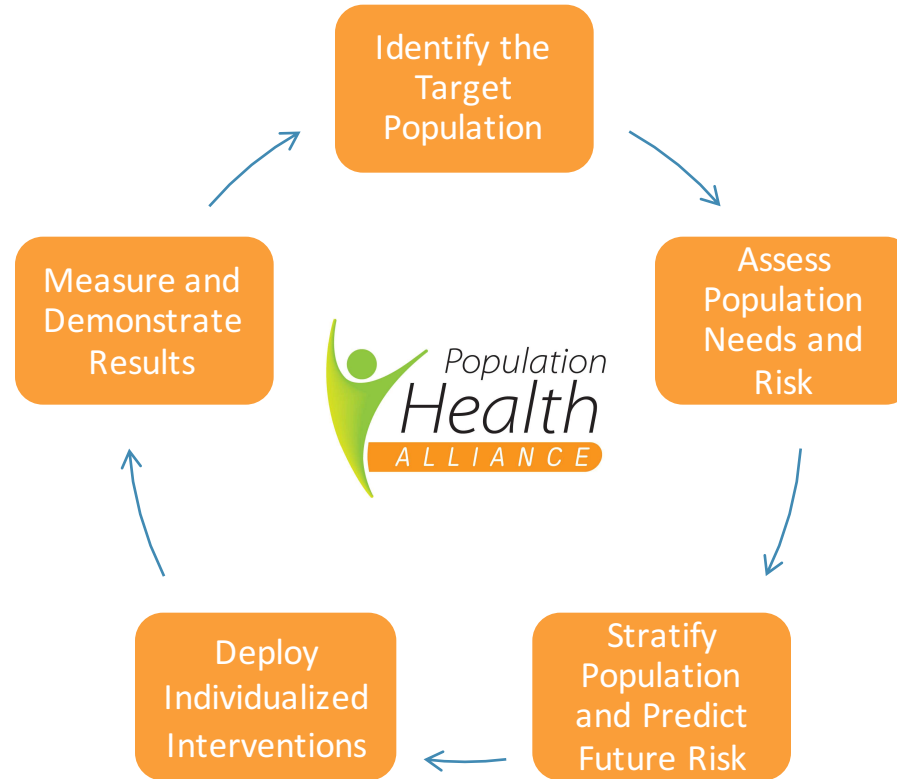 Identify the
Target
Population
Assess
Population
Needs and
Risk
Stratify
Population
and Predict
Future Risk
Deploy
Individualized
Interventions
Measure and
Demonstrate
Results
Population
Health
ALLIANCE